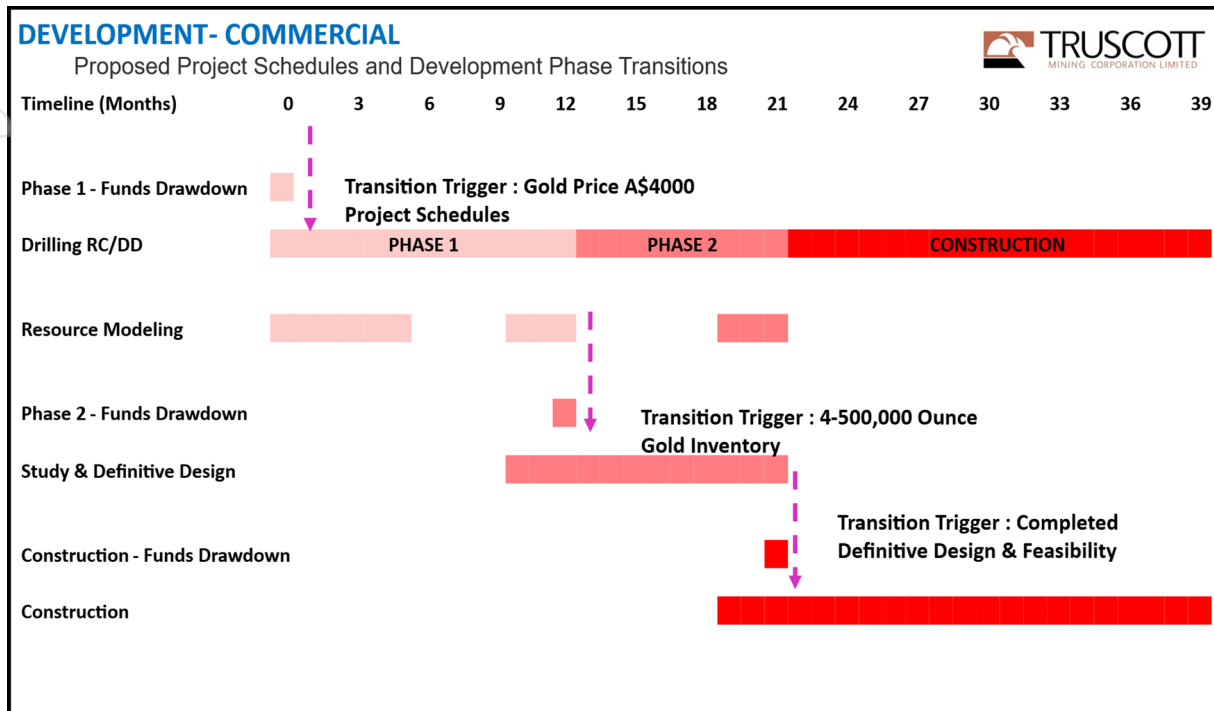 DEVELOPMENT- COMMERCIAL
TRUSCOTT
MINING CORPORATION LIMITED
Proposed Project Schedules and Development Phase Transitions
Timeline (Months) 0 3 6 9 12 15 18 21 24 27 30 33 36 39
Phase 1 - Funds Drawdown
Transition Trigger : Gold Price A$4000
Project Schedules
Drilling RC/DD PHASE 1 PHASE 2 CONSTRUCTION
Resource Modeling
Phase 2 - Funds Drawdown
Transition Trigger : 4-500,000 Ounce
Gold Inventory
Study & Definitive Design
Transition Trigger : Completed
Definitive Design & Feasibility
Construction - Funds Drawdown
Construction